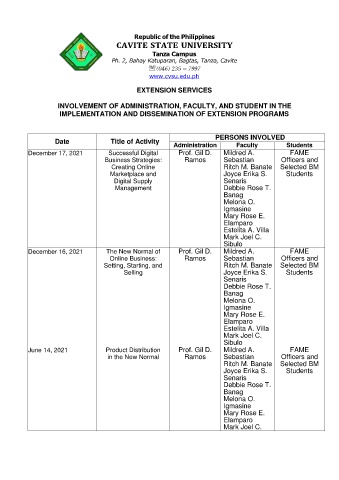 Republic of the Philippines
CAVITE STATE UNIVERSITY
Tanza Campus
Ph. 2, Bahay Katuparan, Bagtas, Tanza, Cavite
(046) 235 – 7997
www.cvsu.edu.ph
EXTENSION SERVICES
INVOLVEMENT OF ADMINISTRATION, FACULTY, AND STUDENT IN THE
IMPLEMENTATION AND DISSEMINATION OF EXTENSION PROGRAMS
Date
Title of Activity
PERSONS INVOLVED
Administration
Faculty
Students
December 17, 2021
Successful Digital
Business Strategies:
Creating Online
Marketplace and
Digital Supply
Management
Prof. Gil D.
Ramos
Mildred A.
Sebastian
Ritch M. Banate
Joyce Erika S.
Senaris
Debbie Rose T.
Banag
Melona O.
Igmasine
Mary Rose E.
Elamparo
Estelita A. Villa
Mark Joel C.
Sibulo
FAME
Officers and
Selected BM
Students
December 16, 2021
The New Normal of
Online Business:
Setting, Starting, and
Selling
Prof. Gil D.
Ramos
Mildred A.
Sebastian
Ritch M. Banate
Joyce Erika S.
Senaris
Debbie Rose T.
Banag
Melona O.
Igmasine
Mary Rose E.
Elamparo
Estelita A. Villa
Mark Joel C.
Sibulo
FAME
Officers and
Selected BM
Students
June 14, 2021
Product Distribution
in the New Normal
Prof. Gil D.
Ramos
Mildred A.
Sebastian
Ritch M. Banate
Joyce Erika S.
Senaris
Debbie Rose T.
Banag
Melona O.
Igmasine
Mary Rose E.
Elamparo
Mark Joel C.
FAME
Officers and
Selected BM
Students